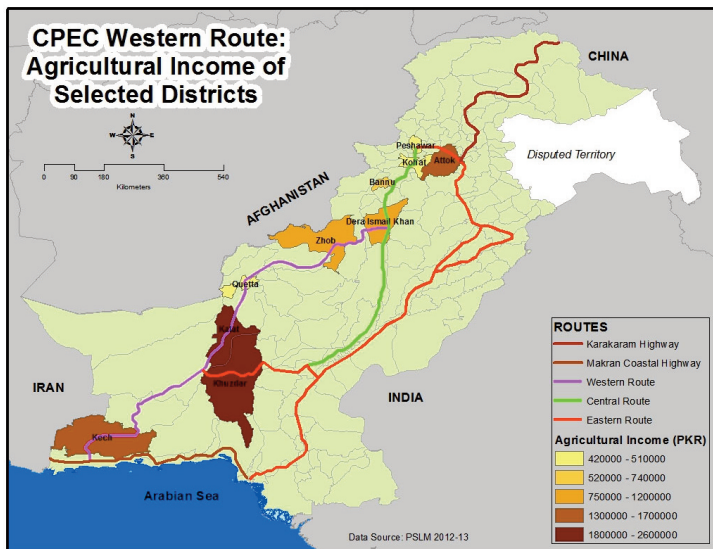 CPEC Western Route:
Agricultural Income of
Selected Districts
N
W E
S
0 90 180 360 540
Kilometers
CHINA
Disputed Territory
Peshawar
Kohat
Attok
Bannu
AFGHANISTAN
Dera Ismail Khan
Zhob
Quetta
Kalat
Khuzdar
IRAN
INDIA
Kech
Arabian Sea
ROUTES
Karakaram Highway
Makran Coastal Highway
Western Route
Central Route
Eastern Route
Agricultural Income (PKR)
420000 - 510000
520000 - 740000
750000 - 1200000
1300000 - 1700000
1800000 - 2600000
Data Source: PSLM 2012-13